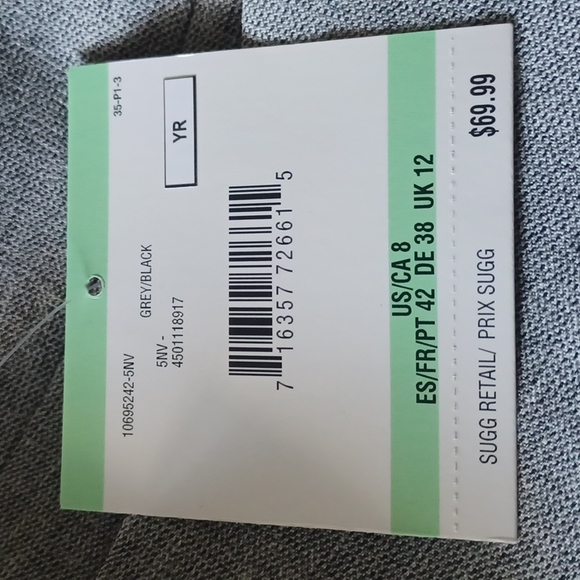 35-P1-3
YR
10695242-5NV
GREY/BLACK
5NV -
4501118917
7 16357 72661 5
US/CA 8
ES/FR/PT 42 DE 38 UK 12
SUGG RETAIL/ PRIX SUGG $69.99